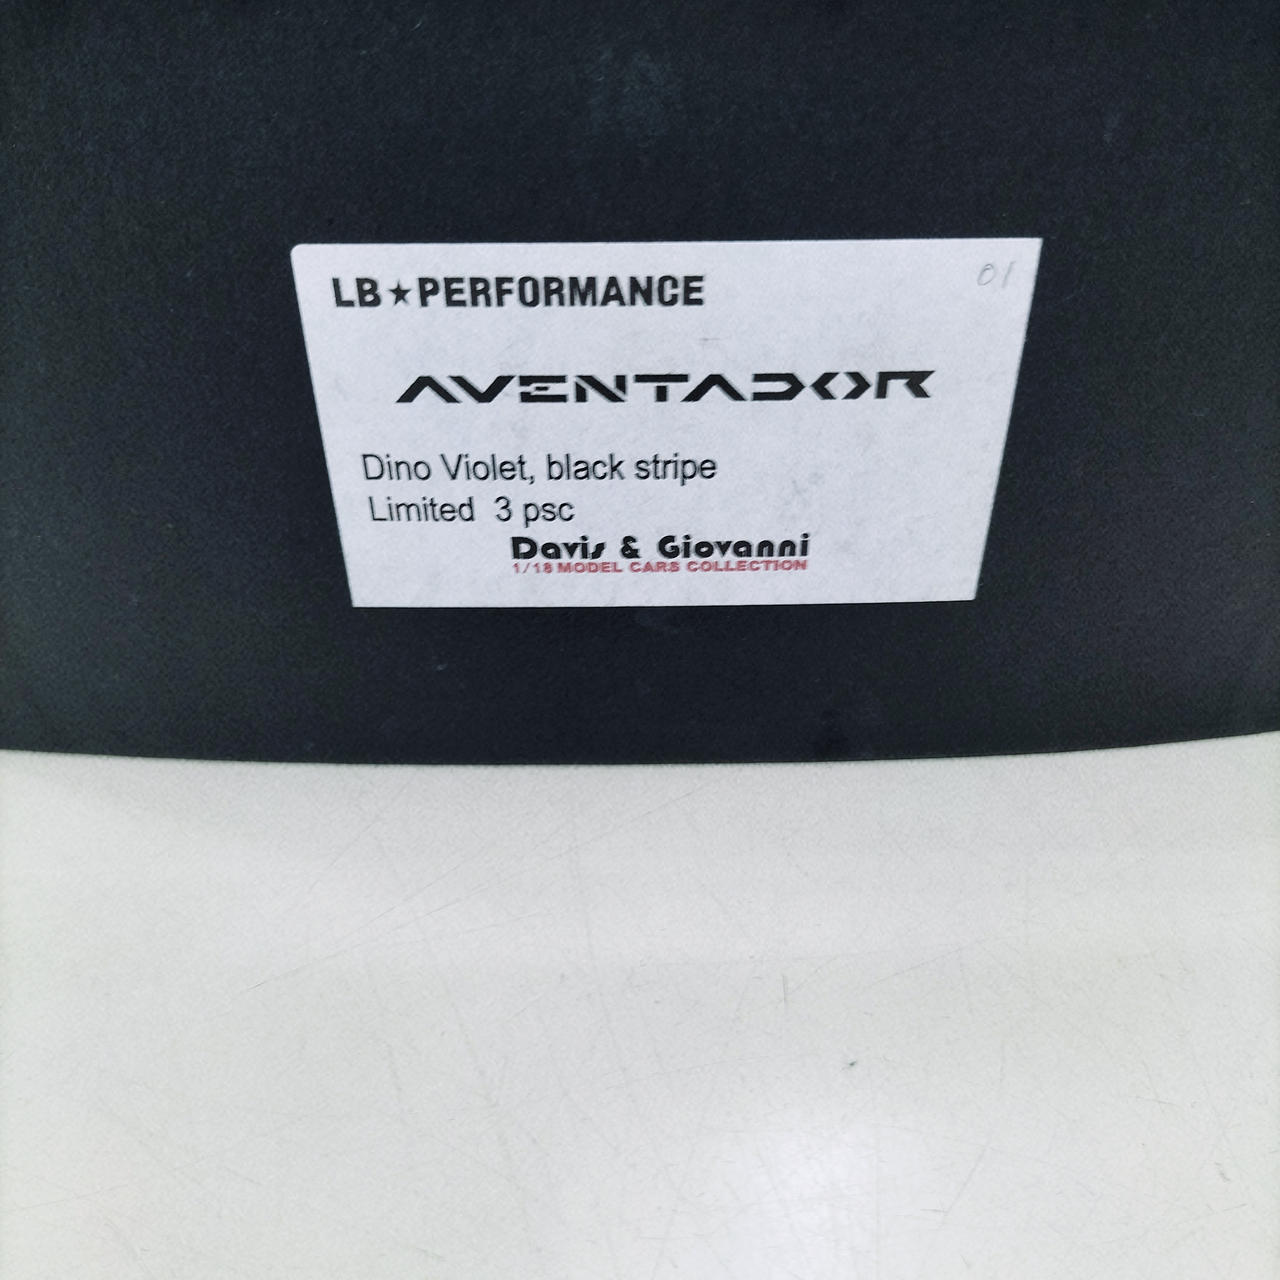 LB★PERFORMANCE
01
AVENTADOR
Dino Violet, black stripe
Limited 3 psc
Davis & Giovanni
1/18 MODEL CARS COLLECTION